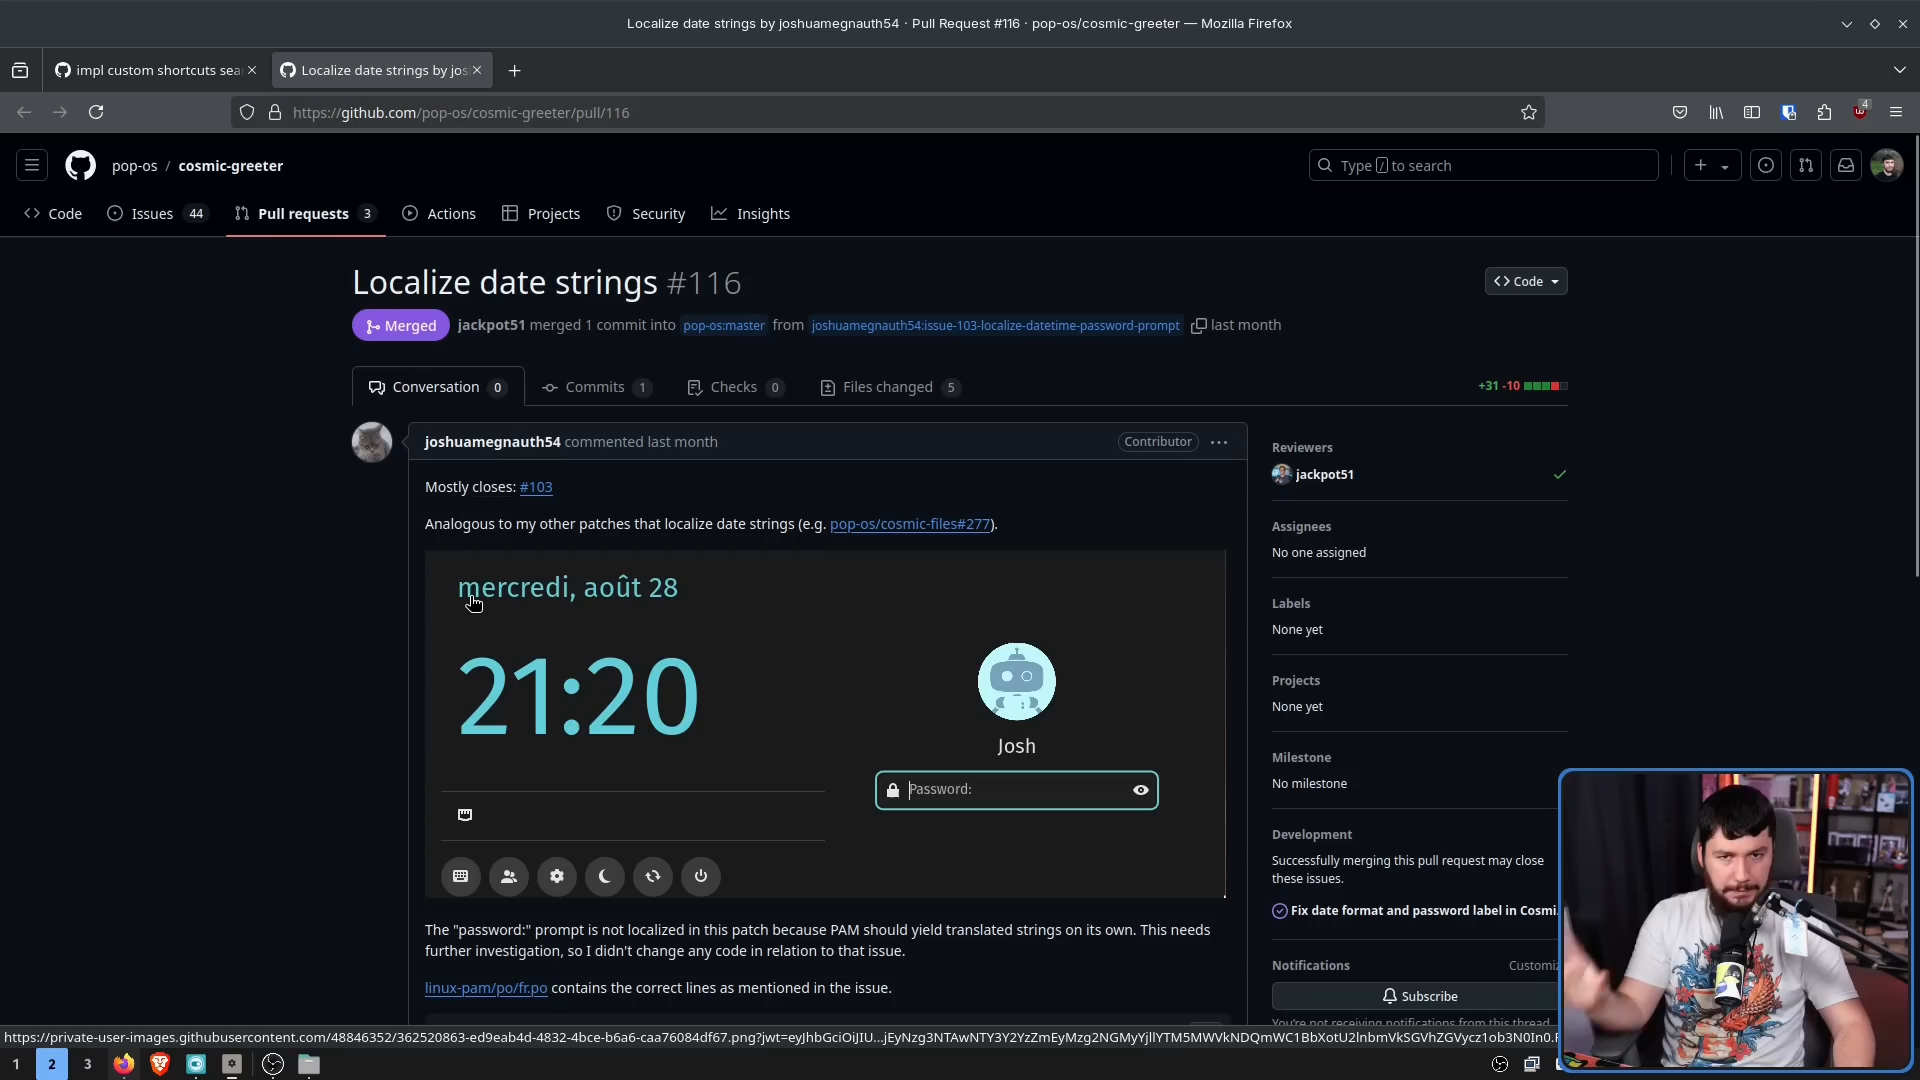 Localize date strings by joshuamegnauth54 · Pull Request #116 · pop-os/cosmic-greeter — Mozilla Firefox
impl custom shortcuts sea
Localize date strings by jos
https://github.com/pop-os/cosmic-greeter/pull/116
4
pop-os / cosmic-greeter
Type / to search
Code
Issues 44
Pull requests 3
Actions
Projects
Security
Insights
Localize date strings #116
Code
Merged
jackpot51 merged 1 commit into pop-os:master from joshuamegnauth54:issue-103-localize-datetime-password-prompt last month
Conversation 0
Commits 1
Checks 0
Files changed 5
+31 -10
joshuamegnauth54 commented last month
Contributor
Mostly closes: #103
Analogous to my other patches that localize date strings (e.g. pop-os/cosmic-files#277).
mercredi, août 28
21:20
Josh
Password:
The "password:" prompt is not localized in this patch because PAM should yield translated strings on its own. This needs
further investigation, so I didn't change any code in relation to that issue.
linux-pam/po/fr.po contains the correct lines as mentioned in the issue.
Reviewers
jackpot51
Assignees
No one assigned
Labels
None yet
Projects
None yet
Milestone
No milestone
Development
Successfully merging this pull request may close
these issues.
Fix date format and password label in Cosmi
Notifications
Customiz
Subscribe
You're not receiving notifications from this thread.
1
2
3